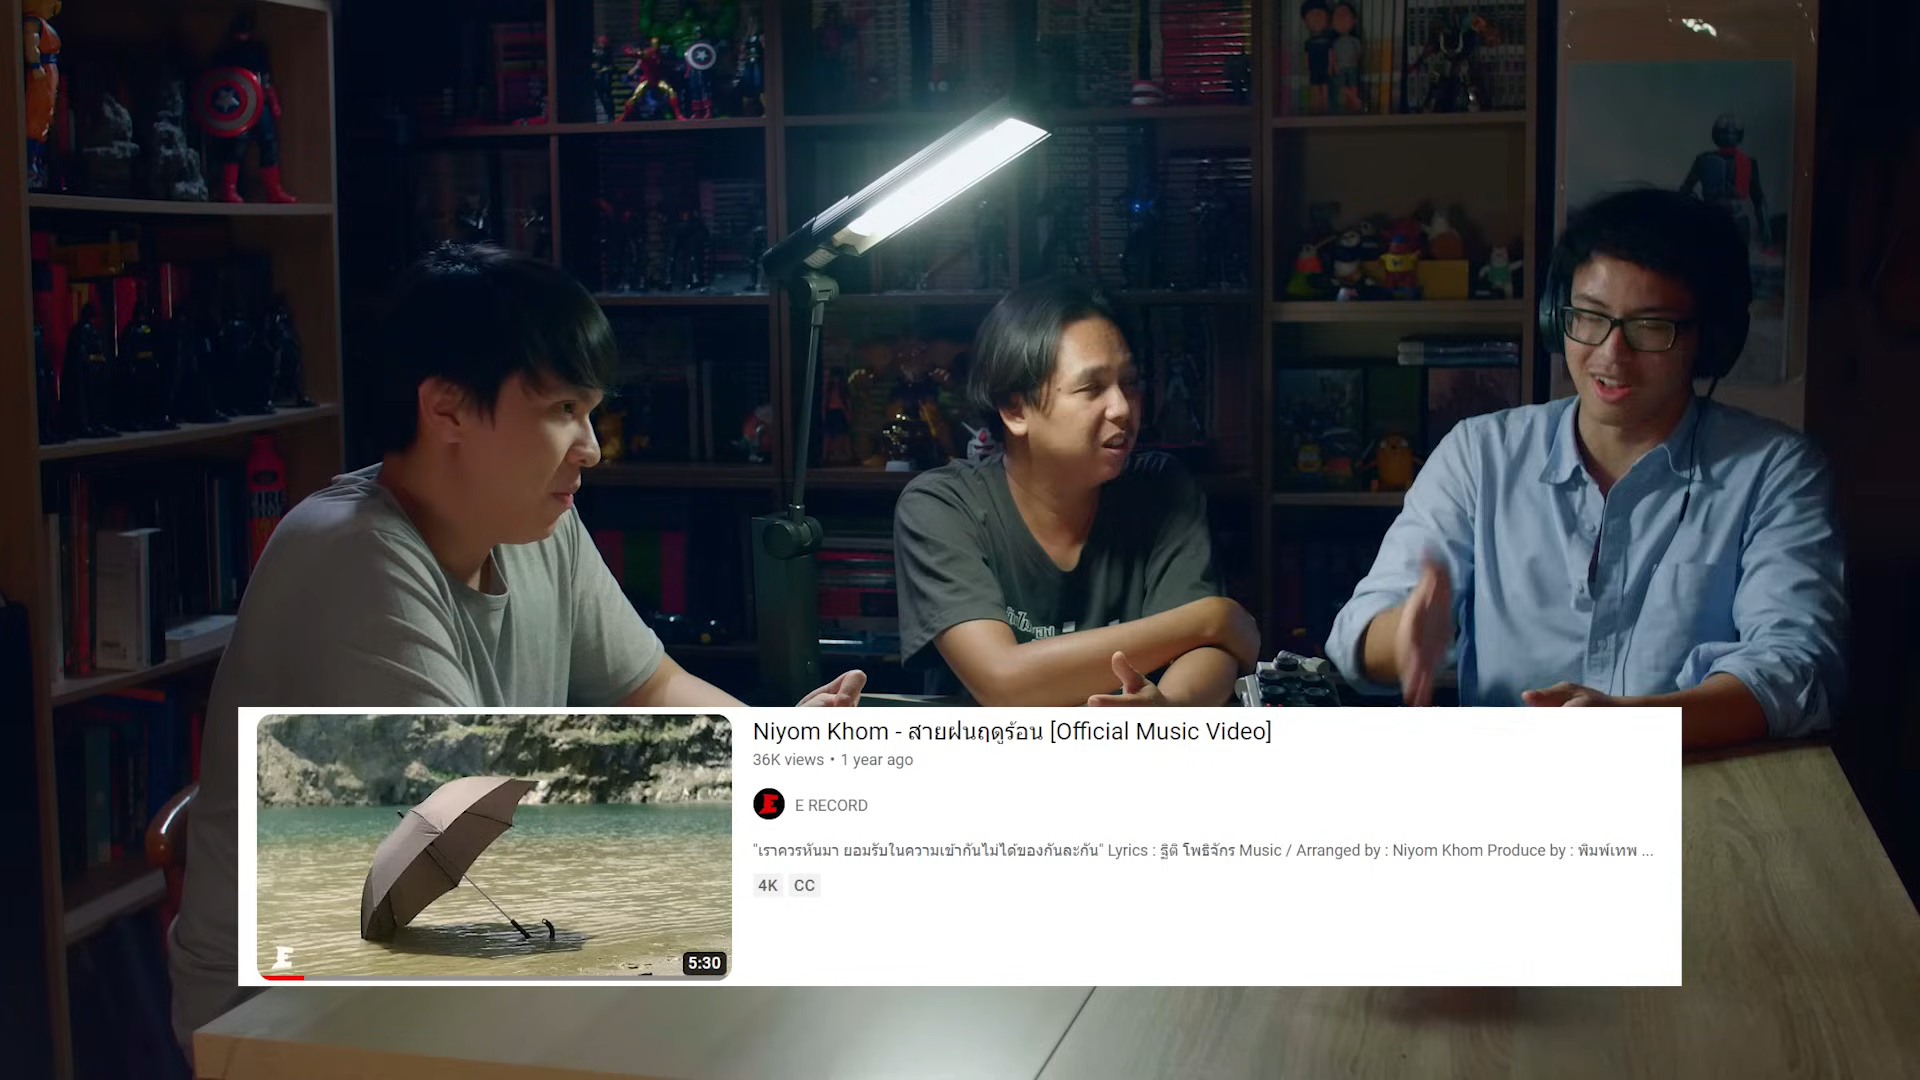 Niyom Khom - สายฝนฤดูร้อน [Official Music Video]
36K views • 1 year ago
E RECORD
"เราควรหันมา ยอมรับในความเข้ากันไม่ได้ของกันละกัน" Lyrics : ฐิติ โพธิจักร Music / Arranged by : Niyom Khom Produce by : พิมพ์เทพ ...
4K CC
E
5:30